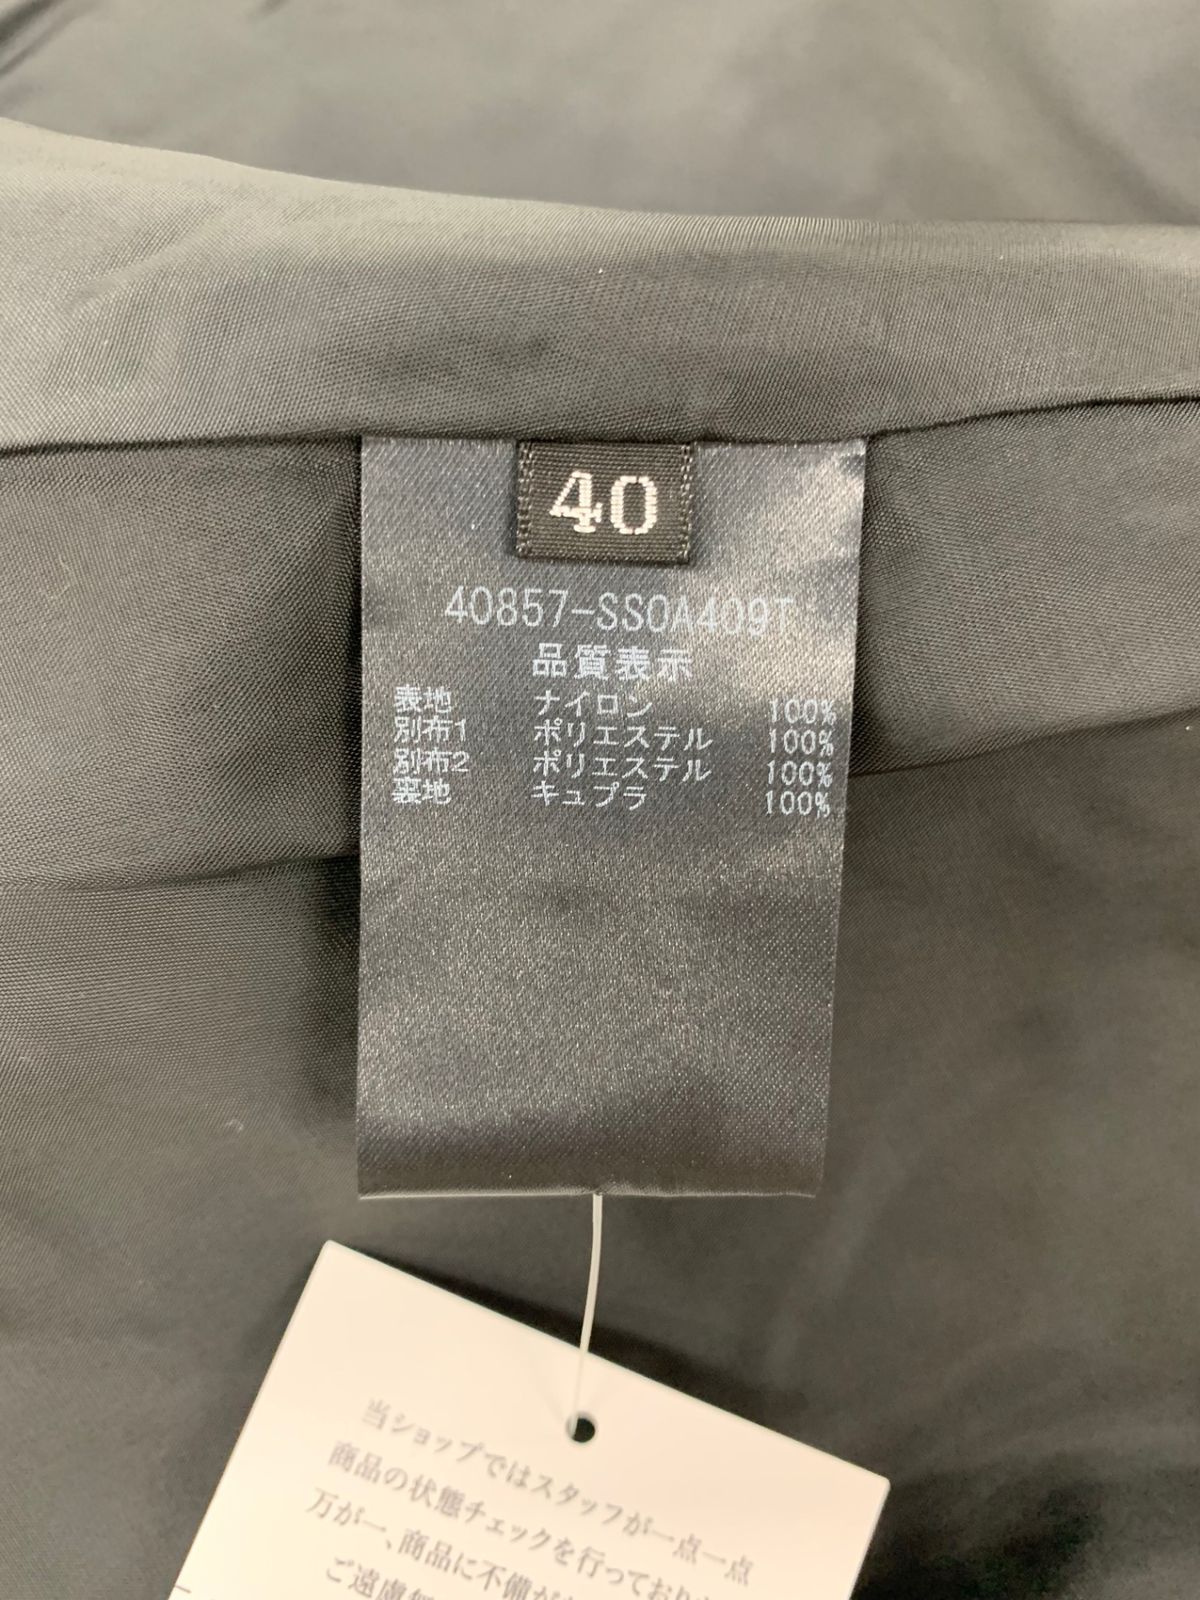 40
40857-SS0A409T
品質表示
表地 ナイロン 100%
別布1 ポリエステル 100%
別布2 ポリエステル 100%
裏地 キュプラ 100%
当ショップではスタッフが一点一点
商品の状態チェックを行っており
万が一、商品に不備が
ご遠慮